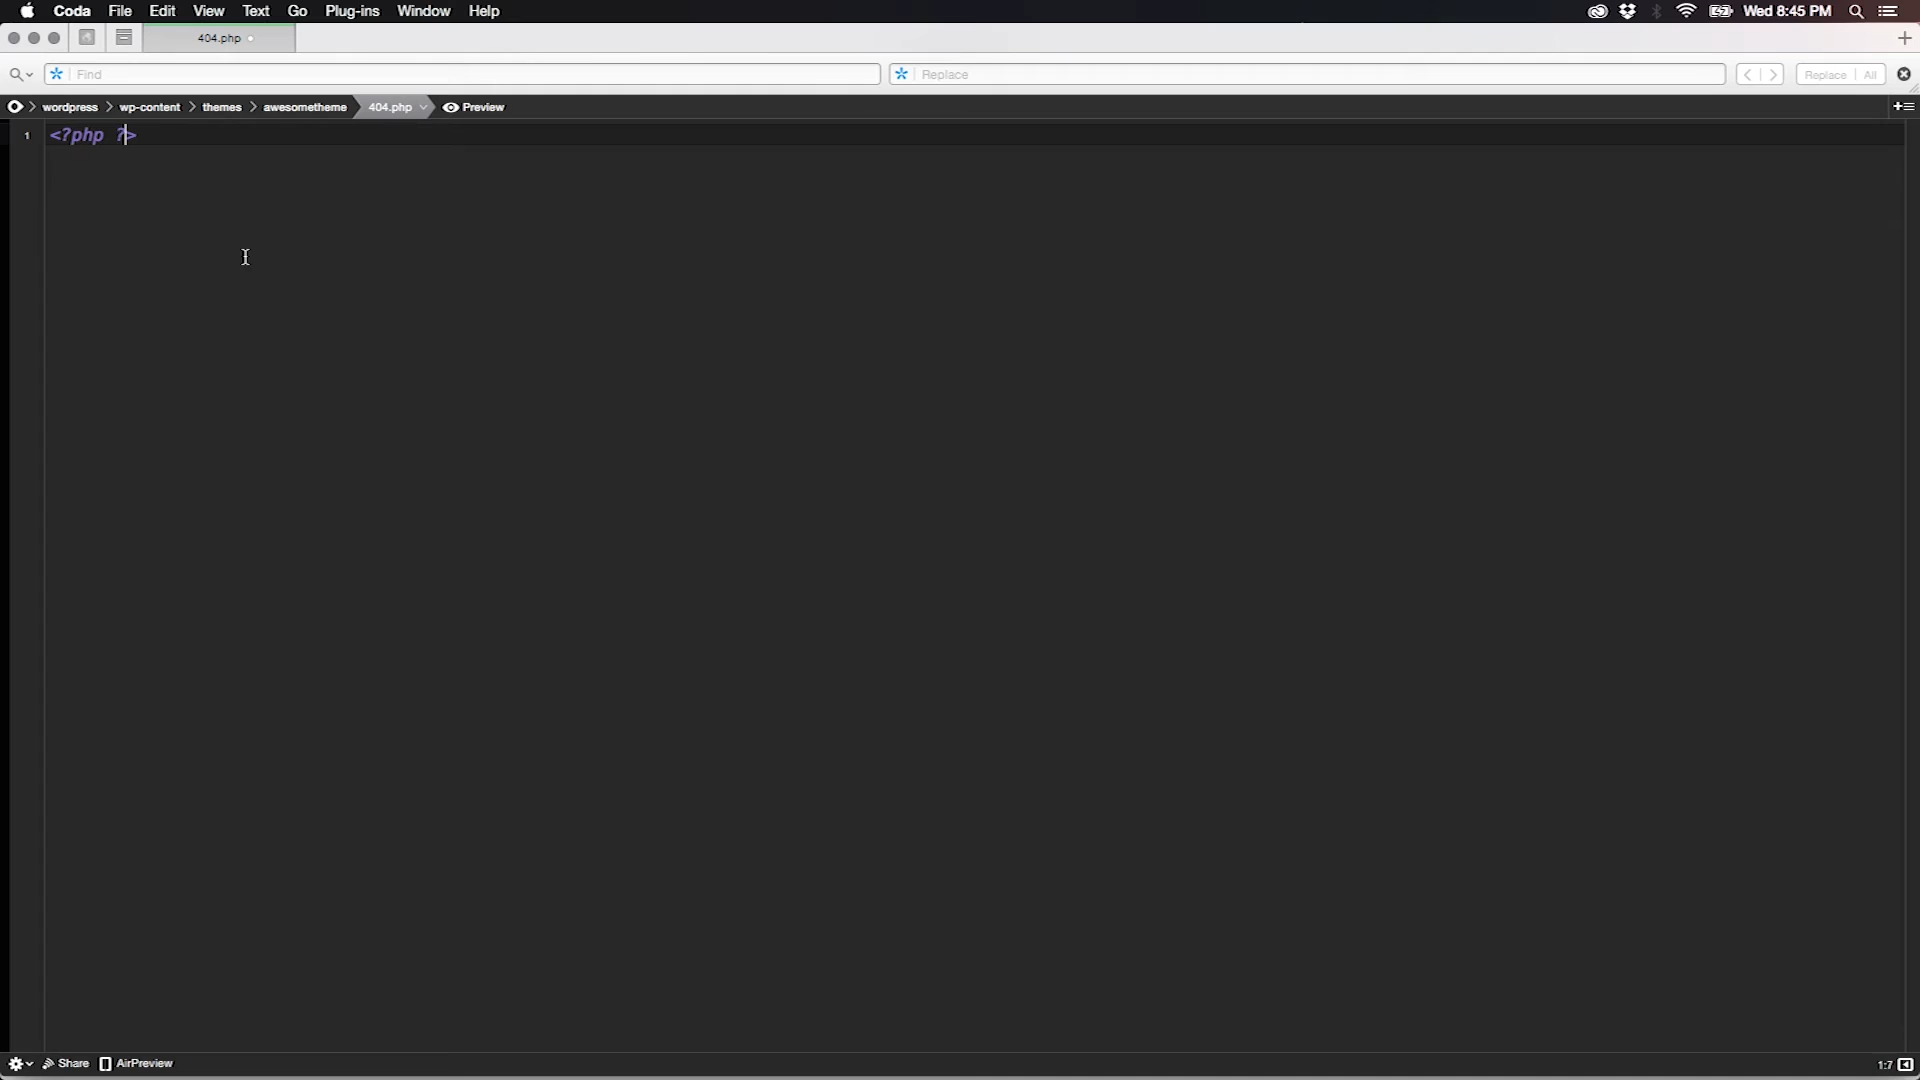 Coda File Edit View Text Go Plug-ins Window Help Wed 8:45 PM
404.php
Find Replace Replace All
wordpress wp-content themes awesometheme 404.php Preview
1 <?php ?>
Share AirPreview 1:7